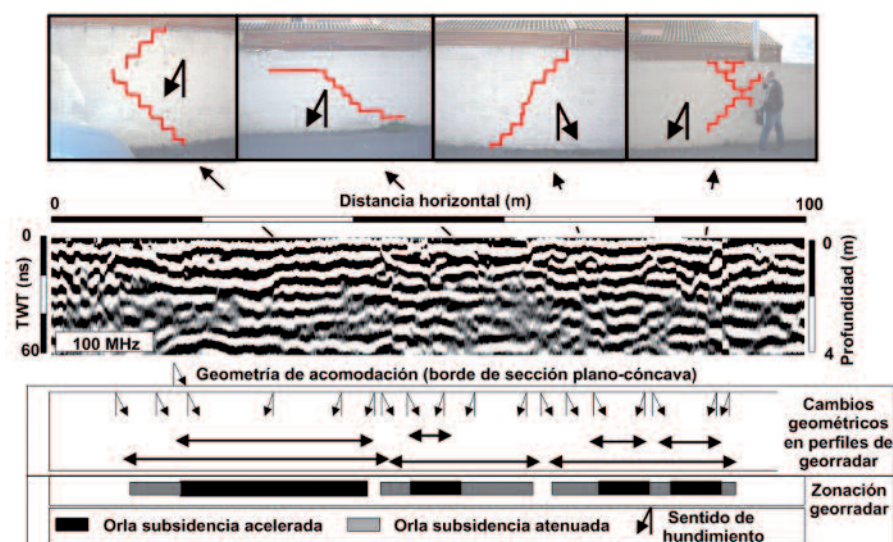 0
100
Distancia horizontal (m)
0
TWT (ns)
60
100 MHz
0
Profundidad (m)
4
Geometría de acomodación (borde de sección plano-cóncava)
Cambios
geométricos
en perfiles de
georradar
Zonación
georradar
Orla subsidencia acelerada
Orla subsidencia atenuada
Sentido de
hundimiento